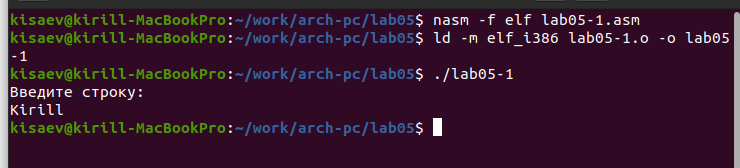 kisaev@kirill-MacBookPro:~/work/arch-pc/lab05$ nasm -f elf lab05-1.asm
kisaev@kirill-MacBookPro:~/work/arch-pc/lab05$ ld -m elf_i386 lab05-1.o -o lab05
-1
kisaev@kirill-MacBookPro:~/work/arch-pc/lab05$ ./lab05-1
Введите строку:
Kirill
kisaev@kirill-MacBookPro:~/work/arch-pc/lab05$